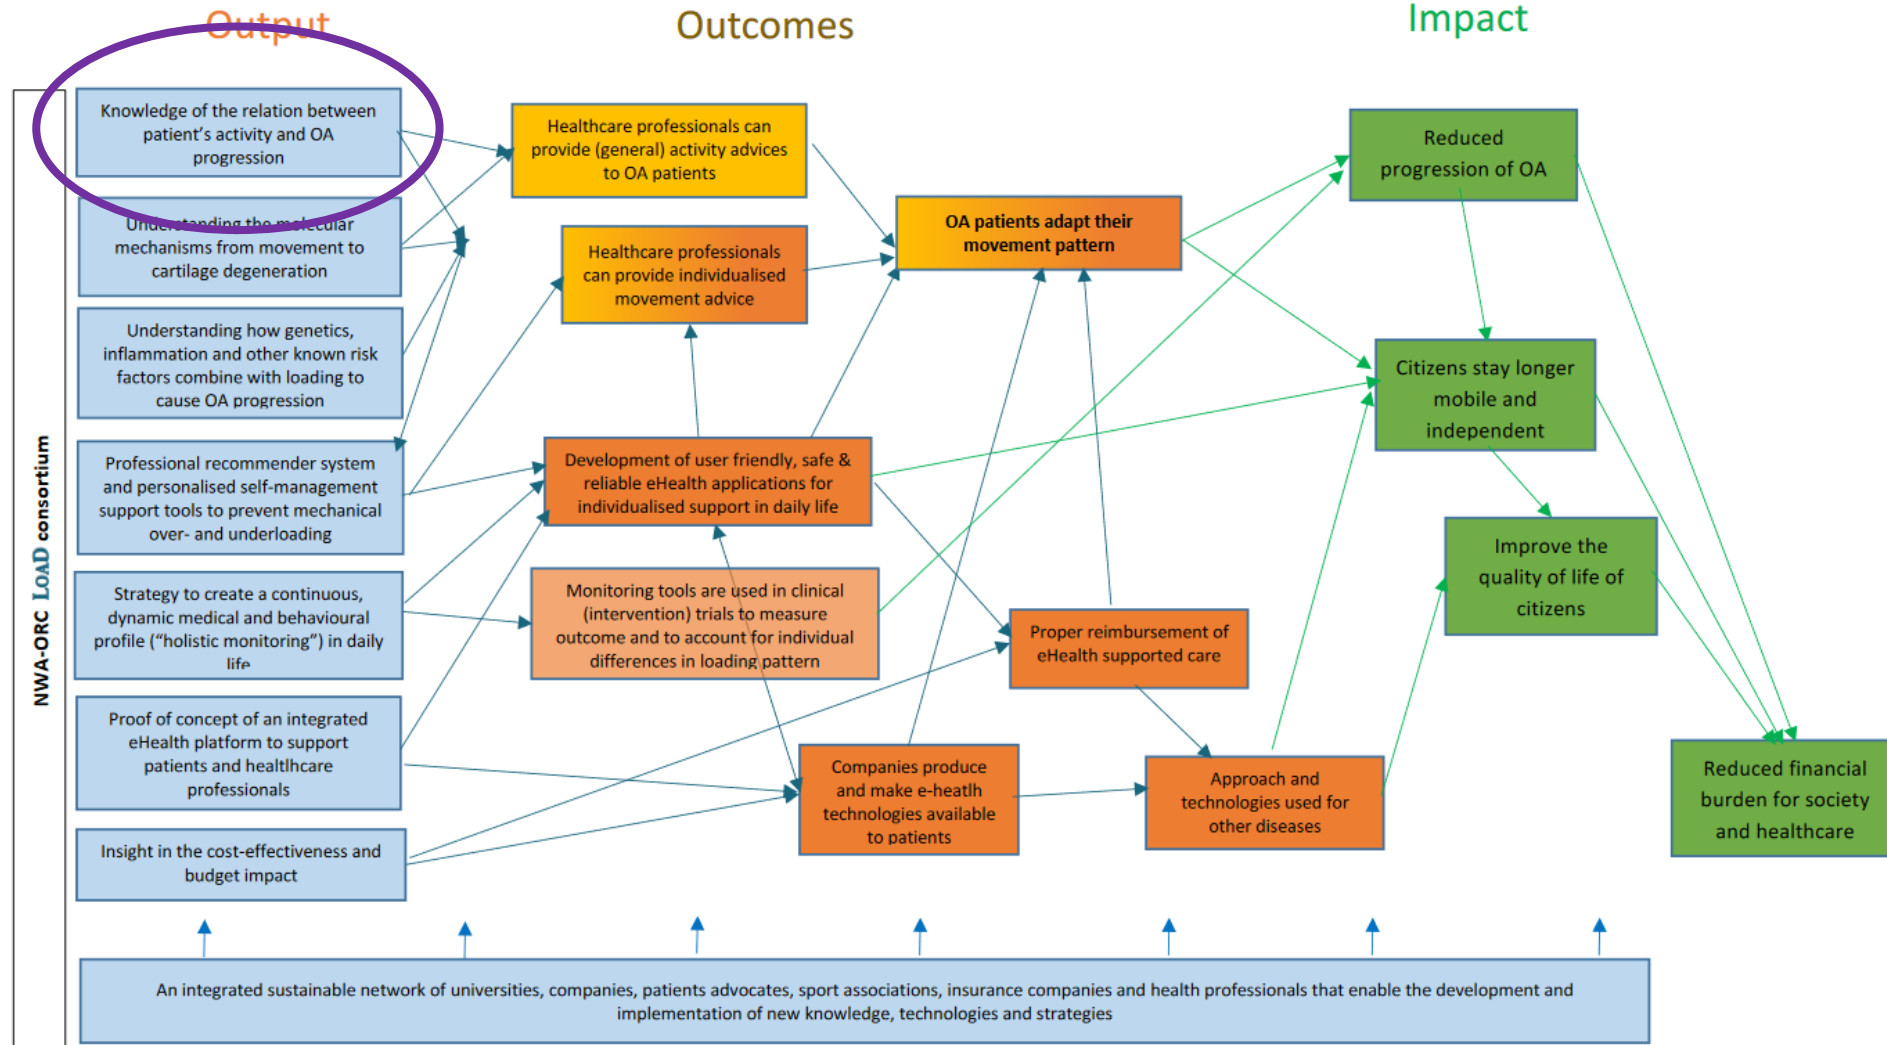 Output
Outcomes
Impact
NWA-ORC LOAD consortium
Knowledge of the relation between
patient's activity and OA
progression
Understanding the molecular
mechanisms from movement to
cartilage degeneration
Understanding how genetics,
inflammation and other known risk
factors combine with loading to
cause OA progression
Professional recommender system
and personalised self-management
support tools to prevent mechanical
over- and underloading
Strategy to create a continuous,
dynamic medical and behavioural
profile ("holistic monitoring") in daily
life
Proof of concept of an integrated
eHealth platform to support
patients and healtlhcare
professionals
Insight in the cost-effectiveness and
budget impact
Healthcare professionals can
provide (general) activity advices
to OA patients
Healthcare professionals
can provide individualised
movement advice
Development of user friendly, safe &
reliable eHealth applications for
individualised support in daily life
Monitoring tools are used in clinical
(intervention) trials to measure
outcome and to account for individual
differences in loading pattern
OA patients adapt their
movement pattern
Proper reimbursement of
eHealth supported care
Companies produce
and make e-heatlh
technologies available
to patients
Approach and
technologies used for
other diseases
Reduced
progression of OA
Citizens stay longer
mobile and
independent
Improve the
quality of life of
citizens
Reduced financial
burden for society
and healthcare
An integrated sustainable network of universities, companies, patients advocates, sport associations, insurance companies and health professionals that enable the development and
implementation of new knowledge, technologies and strategies